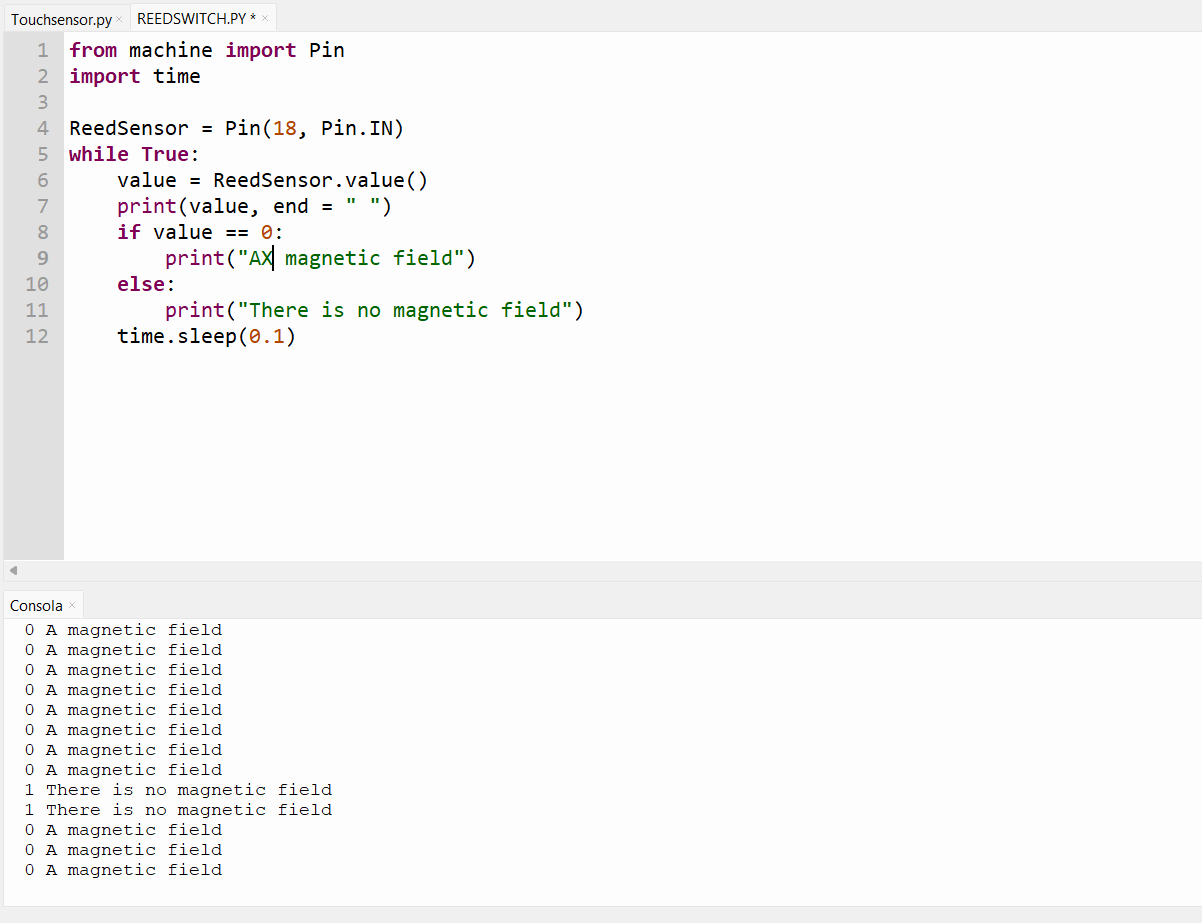 Touchsensor.py × REEDSWITCH.PY * ×
1 from machine import Pin
2 import time
3
4 ReedSensor = Pin(18, Pin.IN)
5 while True:
6     value = ReedSensor.value()
7     print(value, end = " ")
8     if value == 0:
9         print("AX magnetic field")
10     else:
11         print("There is no magnetic field")
12     time.sleep(0.1)
Consola ×
0 A magnetic field
0 A magnetic field
0 A magnetic field
0 A magnetic field
0 A magnetic field
0 A magnetic field
0 A magnetic field
0 A magnetic field
1 There is no magnetic field
1 There is no magnetic field
0 A magnetic field
0 A magnetic field
0 A magnetic field